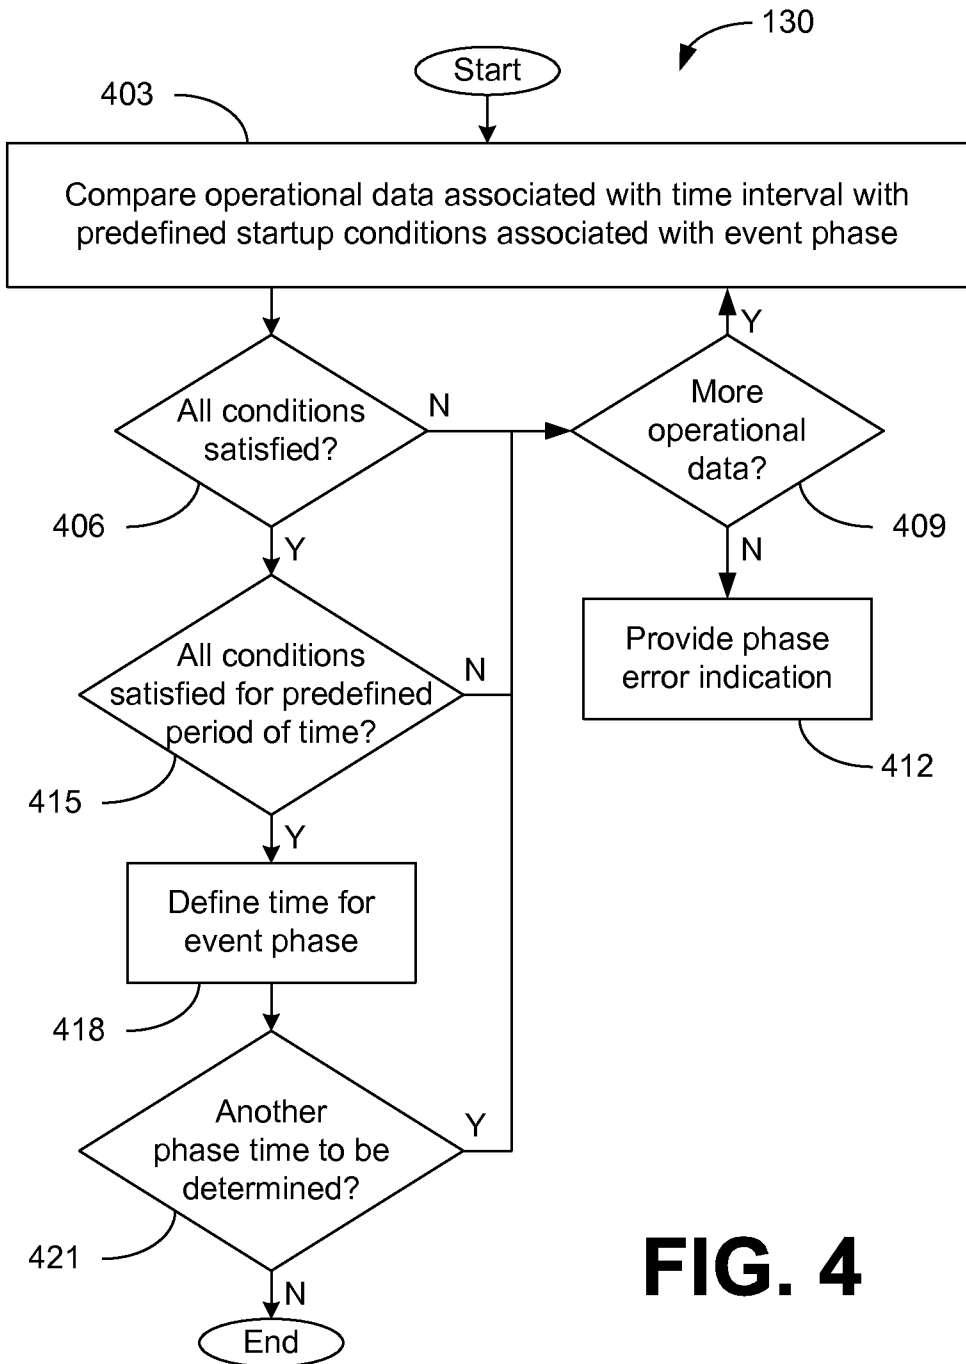 130
Start
403
Compare operational data associated with time interval with
predefined startup conditions associated with event phase
Y
All conditions
satisfied?
N
More
operational
data?
406
409
Y
N
All conditions
satisfied for predefined
period of time?
N
Provide phase
error indication
415
412
Y
Define time for
event phase
418
Another
phase time to be
determined?
Y
421
N
End
FIG. 4